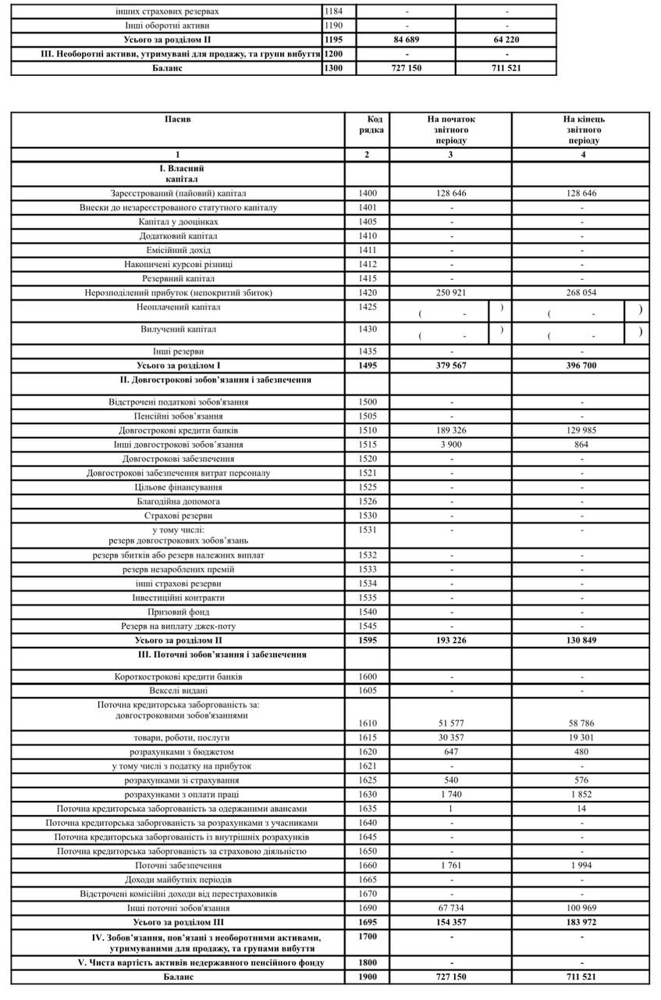 інших страхових резервах 1184 - -
Інші оборотні активи 1190 - -
Усього за розділом II 1195 84 689 64 220
III. Необоротні активи, утримувані для продажу, та групи вибуття 1200 - -
Баланс 1300 727 150 711 521
Пасив Код рядка На початок звітного періоду На кінець звітного періоду
1 2 3 4
I. Власний
капітал
Зареєстрований (пайовий) капітал 1400 128 646 128 646
Внески до незареєстрованого статутного капіталу 1401 - -
Капітал у дооцінках 1405 - -
Додатковий капітал 1410 - -
Емісійний дохід 1411 - -
Накопичені курсові різниці 1412 - -
Резервний капітал 1415 - -
Нерозподілений прибуток (непокритий збиток) 1420 250 921 268 054
Неоплачений капітал 1425 ( - ) ( - )
Вилучений капітал 1430 ( - ) ( - )
Інші резерви 1435 - -
Усього за розділом I 1495 379 567 396 700
II. Довгострокові зобов’язання і забезпечення
Відстрочені податкові зобов'язання 1500 - -
Пенсійні зобов’язання 1505 - -
Довгострокові кредити банків 1510 189 326 129 985
Інші довгострокові зобов’язання 1515 3 900 864
Довгострокові забезпечення 1520 - -
Довгострокові забезпечення витрат персоналу 1521 - -
Цільове фінансування 1525 - -
Благодійна допомога 1526 - -
Страхові резерви 1530 - -
у тому числі: 1531 - -
резерв довгострокових зобов’язань
резерв збитків або резерв належних виплат 1532 - -
резерв незароблених премій 1533 - -
інші страхові резерви 1534 - -
Інвестиційні контракти 1535 - -
Призовий фонд 1540 - -
Резерв на виплату джек-поту 1545 - -
Усього за розділом II 1595 193 226 130 849
III. Поточні зобов’язання і забезпечення
Короткострокові кредити банків 1600 - -
Векселі видані 1605 - -
Поточна кредиторська заборгованість за:
довгостроковими зобов'язаннями
1610 51 577 58 786
товари, роботи, послуги 1615 30 357 19 301
розрахунками з бюджетом 1620 647 480
у тому числі з податку на прибуток 1621 - -
розрахунками зі страхування 1625 540 576
розрахунками з оплати праці 1630 1 740 1 852
Поточна кредиторська заборгованість за одержаними авансами 1635 1 14
Поточна кредиторська заборгованість за розрахунками з учасниками 1640 - -
Поточна кредиторська заборгованість із внутрішніх розрахунків 1645 - -
Поточна кредиторська заборгованість за страховою діяльністю 1650 - -
Поточні забезпечення 1660 1 761 1 994
Доходи майбутніх періодів 1665 - -
Відстрочені комісійні доходи від перестраховиків 1670 - -
Інші поточні зобов'язання 1690 67 734 100 969
Усього за розділом III 1695 154 357 183 972
IV. Зобов’язання, пов’язані з необоротними активами, 1700 - -
утримуваними для продажу, та групами вибуття
V. Чиста вартість активів недержавного пенсійного фонду 1800 - -
Баланс 1900 727 150 711 521